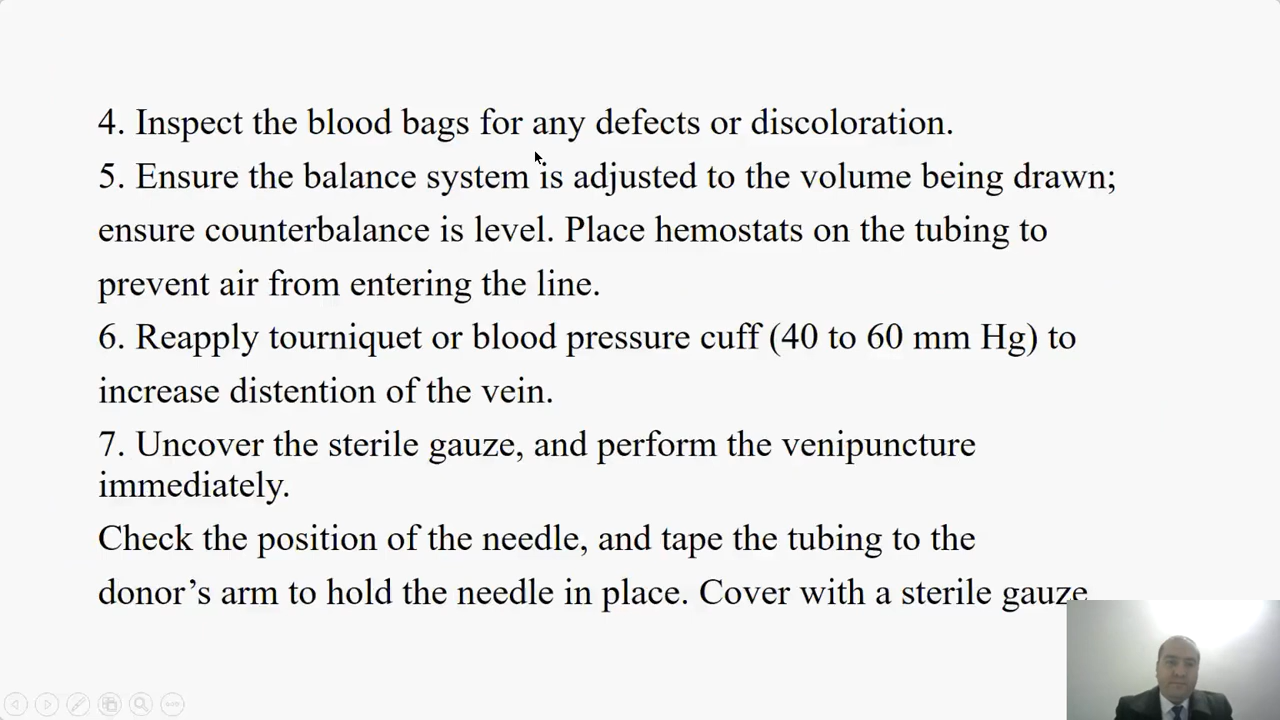 4. Inspect the blood bags for any defects or discoloration.
5. Ensure the balance system is adjusted to the volume being drawn;
ensure counterbalance is level. Place hemostats on the tubing to
prevent air from entering the line.
6. Reapply tourniquet or blood pressure cuff (40 to 60 mm Hg) to
increase distention of the vein.
7. Uncover the sterile gauze, and perform the venipuncture
immediately.
Check the position of the needle, and tape the tubing to the
donor’s arm to hold the needle in place. Cover with a sterile gauze